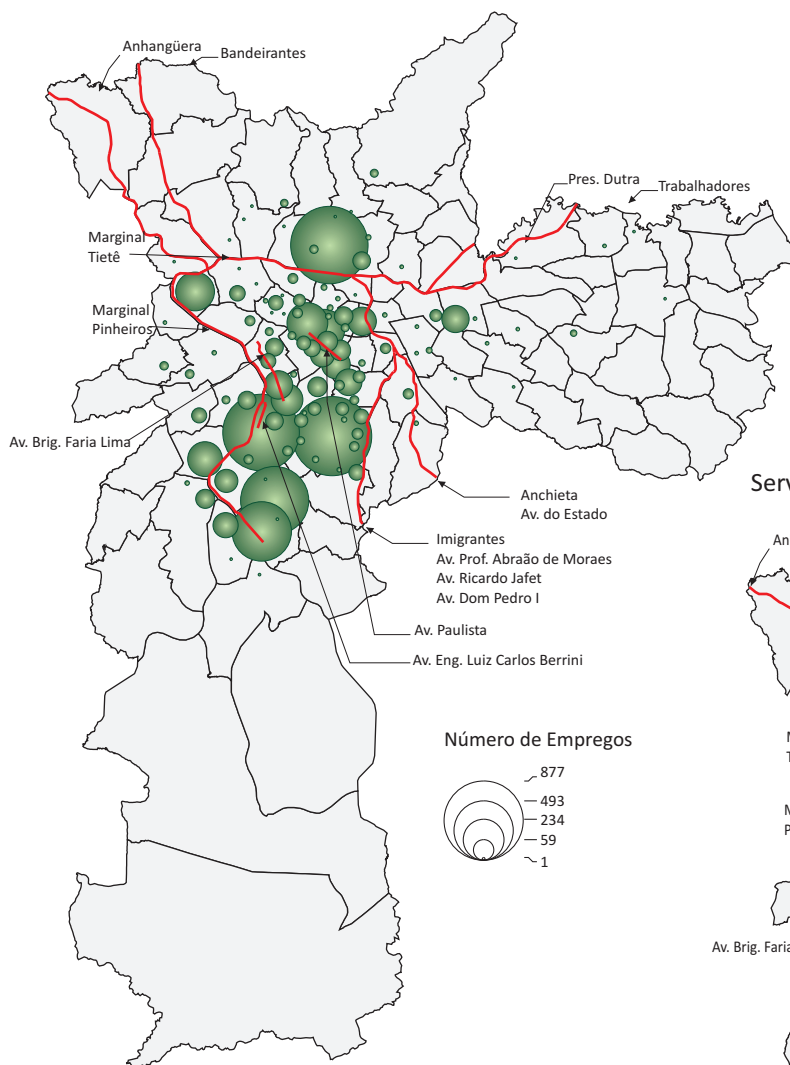 Anhangüera
Bandeirantes
Pres. Dutra
Trabalhadores
Marginal
Tietê
Marginal
Pinheiros
Av. Brig. Faria Lima
Anchieta
Av. do Estado
Imigrantes
Av. Prof. Abraão de Moraes
Av. Ricardo Jafet
Av. Dom Pedro I
Av. Paulista
Av. Eng. Luiz Carlos Berrini
Número de Empregos
877
493
234
59
1
Serv
An
M
T
M
P
Av. Brig. Faria